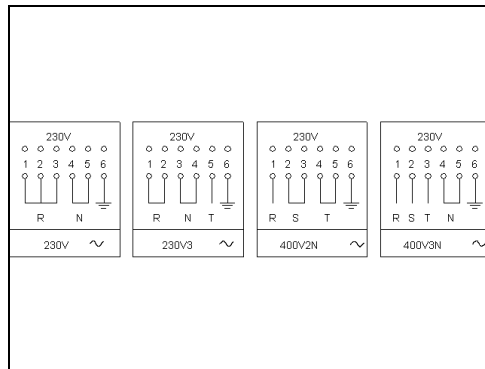 230V
1 2 3 4 5 6
R N
230V
230V
1 2 3 4 5 6
R N T
230V3
230V
1 2 3 4 5 6
R S T
400V2N
230V
1 2 3 4 5 6
R S T N
400V3N